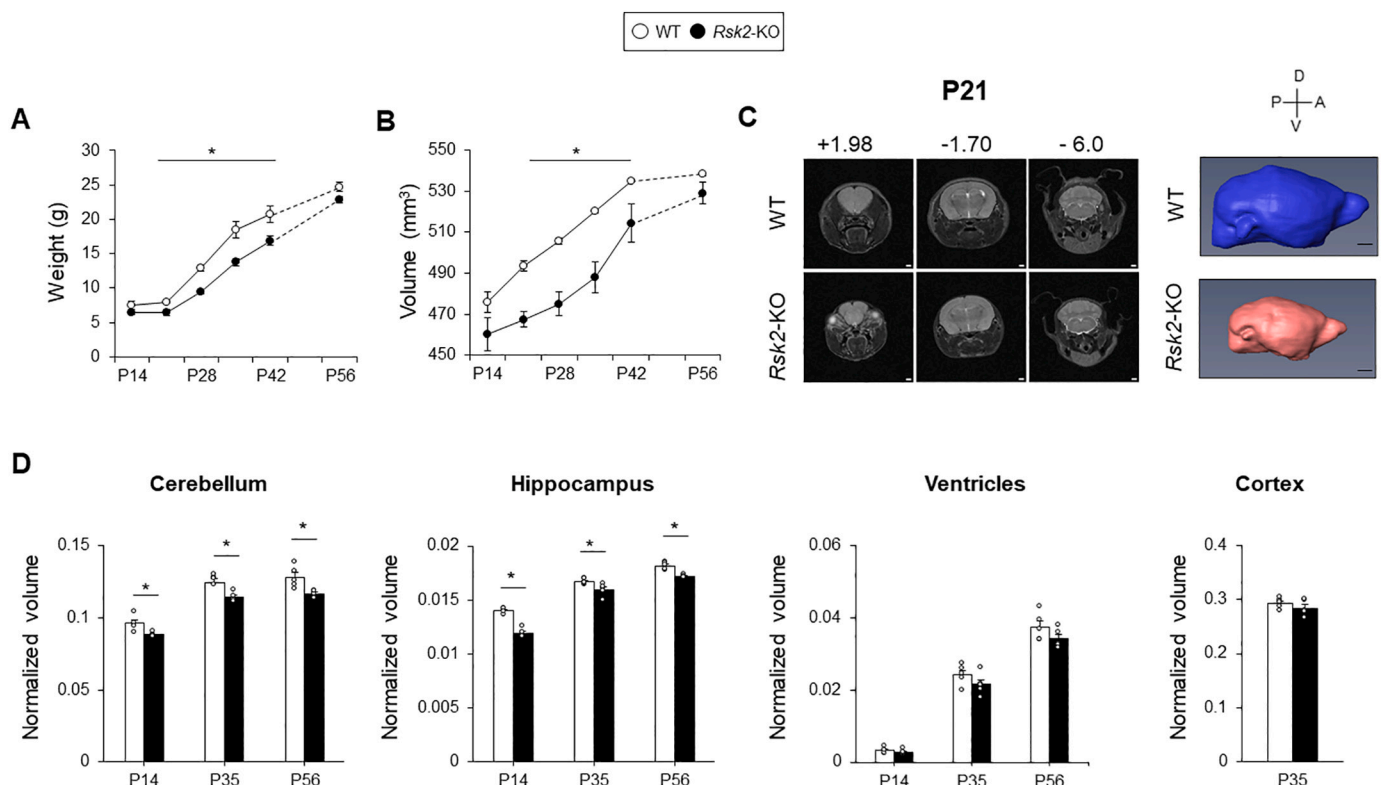 WT Rsk2-KO
A
Weight (g)
30
25
20
15
10
5
0
*
P14 P28 P42 P56
B
Volume (mm³)
550
530
510
490
470
450
*
P14 P28 P42 P56
C
P21
+1.98 -1.70 - 6.0
WT
Rsk2-KO
D
P A
V
WT
Rsk2-KO
D
Cerebellum
Normalized volume
0.15
0.1
0.05
0
* * *
P14 P35 P56
Hippocampus
Normalized volume
0.02
0.015
0.01
0.005
0
* * *
P14 P35 P56
Ventricles
Normalized volume
0.06
0.04
0.02
0
P14 P35 P56
Cortex
Normalized volume
0.4
0.3
0.2
0.1
0
P35